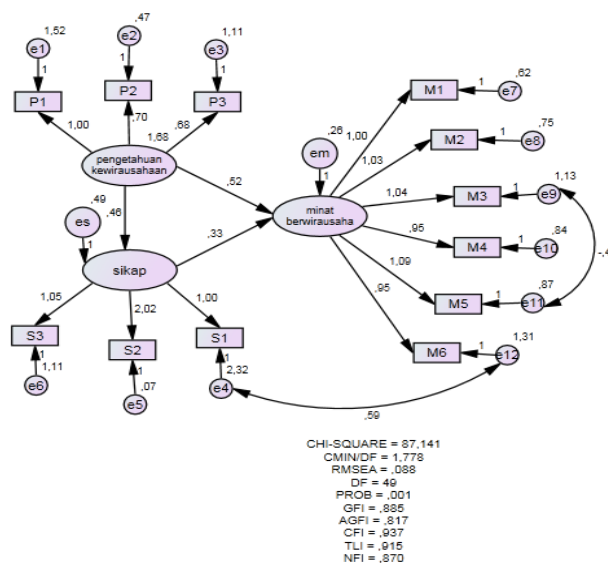 1,52
e1
1
P1
,47
e2
1
P2
1,11
e3
1
P3
1,00
,70
,68
1,68
pengetahuan
kewirausahaan
,46
,52
,49
es
1
sikap
,33
,26
em
1
minat
berwirausaha
1,00
M1
1
,62
e7
1,03
M2
1
,75
e8
1,04
M3
1
1,13
e9
,95
M4
1
,84
e10
1,09
M5
1
,87
e11
,95
M6
1
1,31
e12
1,05
S3
1
1,11
e6
2,02
S2
1
,07
e5
1,00
S1
1
2,32
e4
,59
CHI-SQUARE = 87,141
CMIN/DF = 1,778
RMSEA = ,088
DF = 49
PROB = ,001
GFI = ,885
AGFI = ,817
CFI = ,937
TLI = ,915
NFI = ,870